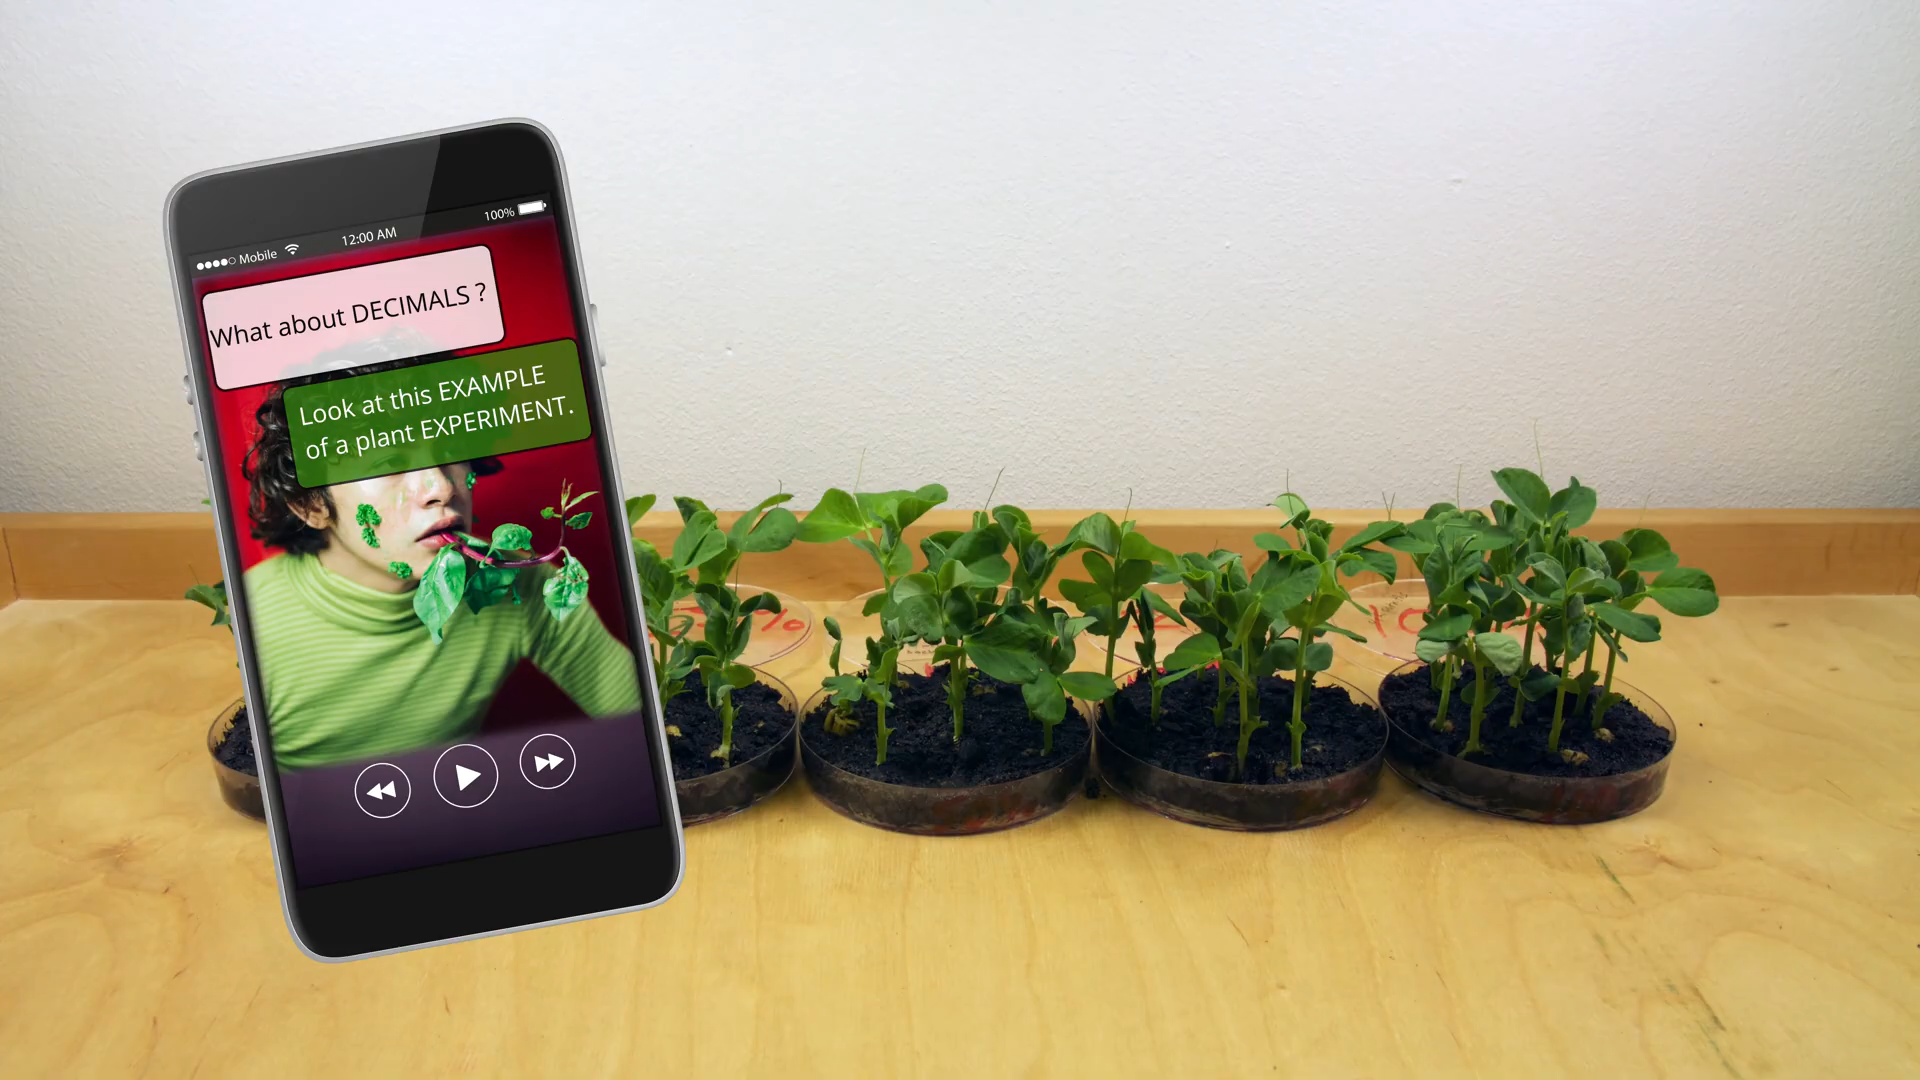 Mobile 12:00 AM 100%
What about DECIMALS ?
Look at this EXAMPLE
of a plant EXPERIMENT.